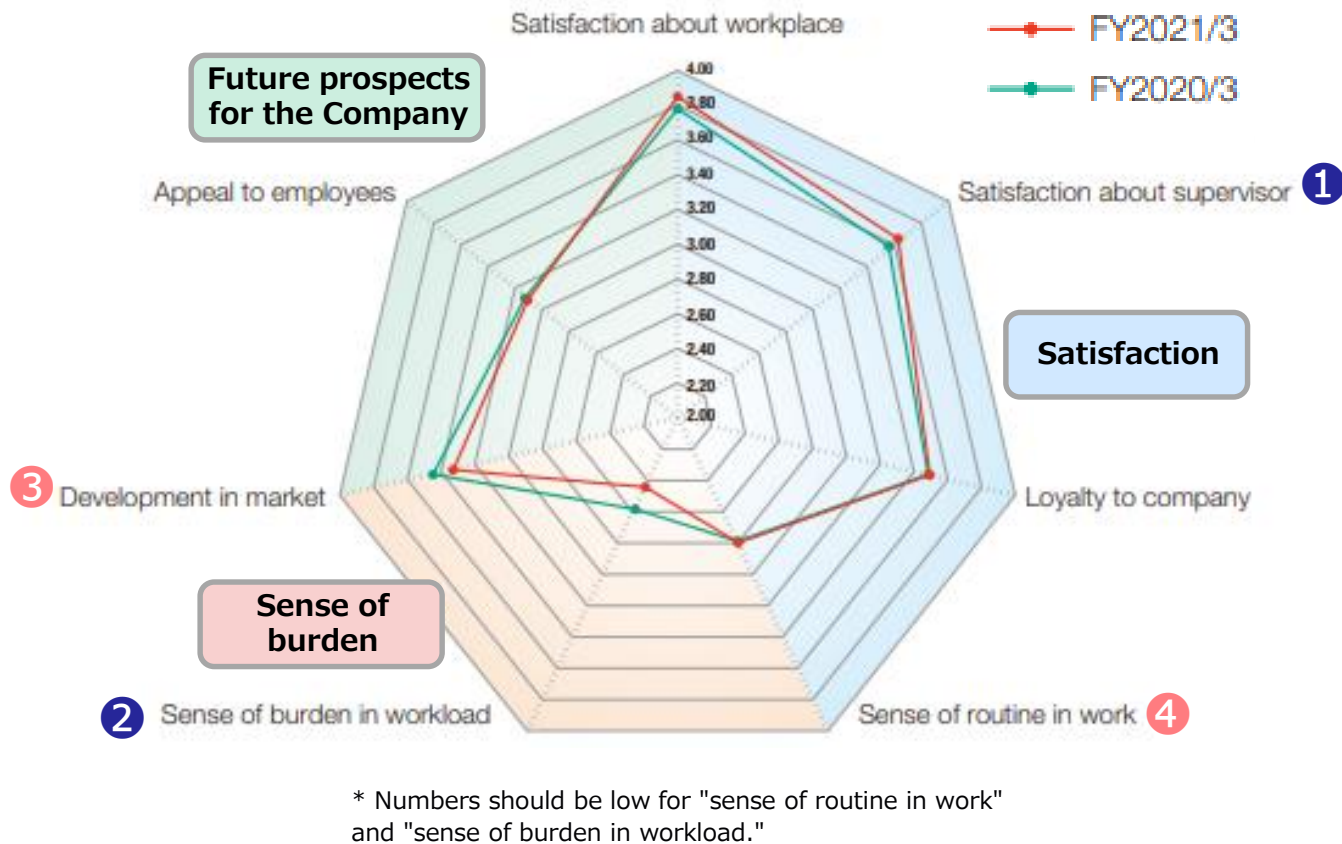 Satisfaction about workplace
FY2021/3
FY2020/3
Future prospects
for the Company
4.00
3.80
3.60
3.40
3.20
3.00
2.80
2.60
2.40
2.20
2.00
Appeal to employees
Satisfaction about supervisor 1
Satisfaction
3 Development in market
Loyalty to company
Sense of
burden
2 Sense of burden in workload
Sense of routine in work 4
* Numbers should be low for "sense of routine in work"
and "sense of burden in workload."